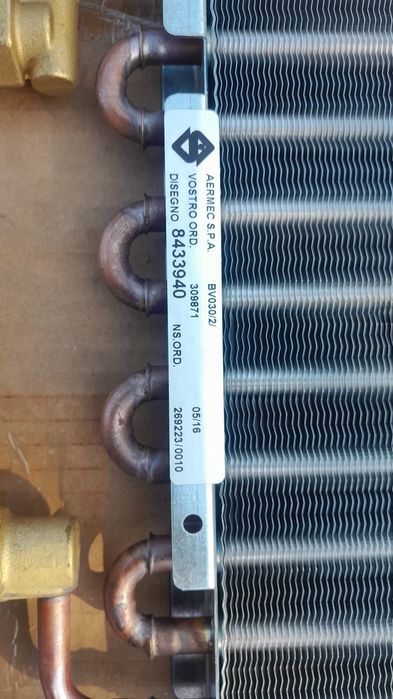 AERMEC S.P.A. BV030/2/
VOSTRO ORD. 309871 05/16
DISEGNO 8433940 NS.ORD. 269223/0010